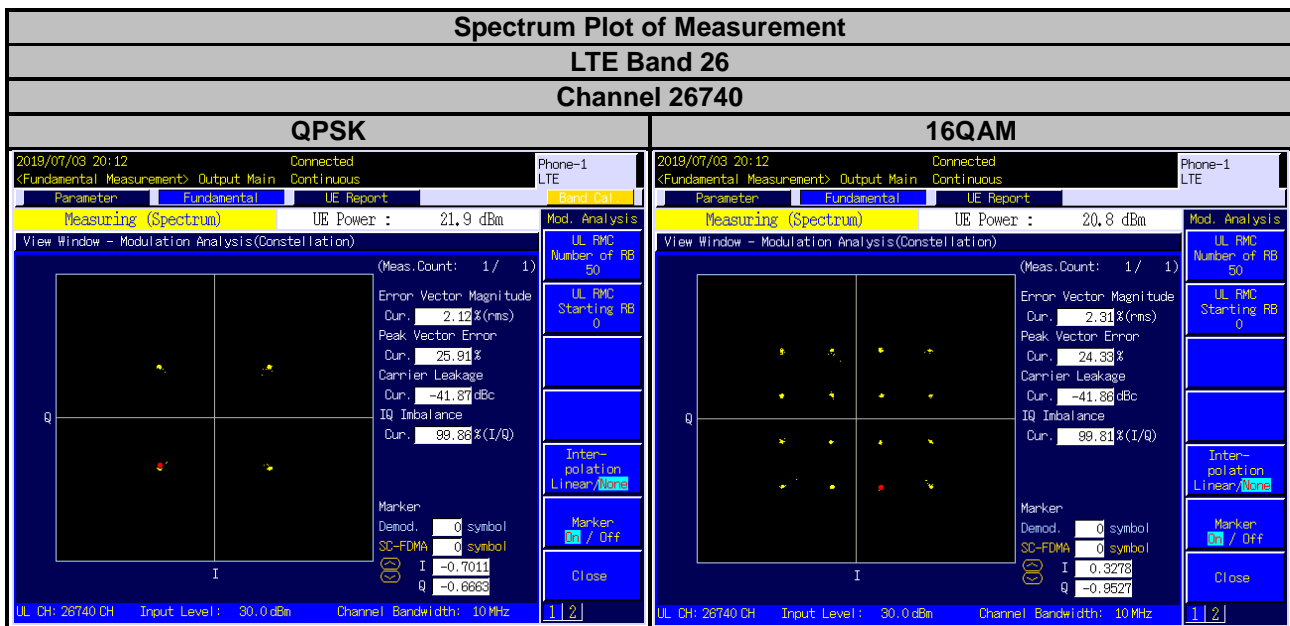 Spectrum Plot of Measurement
LTE Band 26
Channel 26740
QPSK
2019/07/03 20:12 Connected
<Fundamental Measurement> Output Main Continuous
Phone-1
LTE
Parameter Fundamental UE Report Band Cal.
Measuring (Spectrum) UE Power : 21.9 dBm Mod. Analysis
View Window - Modulation Analysis(Constellation)
(Meas.Count: 1/ 1)
Error Vector Magnitude
Cur. 2.12 %(rms)
Peak Vector Error
Cur. 25.91 %
Carrier Leakage
Cur. -41.87 dBc
IQ Imbalance
Cur. 99.86 %(I/Q)
Q
I
Marker
Demod. 0 symbol
SC-FDMA 0 symbol
I -0.7011
Q -0.6663
UL RMC
Number of RB
50
UL RMC
Starting RB
0
Inter-
polation
Linear/None
Marker
On / Off
Close
UL CH: 26740 CH Input Level: 30.0 dBm Channel Bandwidth: 10 MHz 1 2
16QAM
2019/07/03 20:12 Connected
<Fundamental Measurement> Output Main Continuous
Phone-1
LTE
Parameter Fundamental UE Report
Measuring (Spectrum) UE Power : 20.8 dBm Mod. Analysis
View Window - Modulation Analysis(Constellation)
(Meas.Count: 1/ 1)
Error Vector Magnitude
Cur. 2.31 %(rms)
Peak Vector Error
Cur. 24.33 %
Carrier Leakage
Cur. -41.86 dBc
IQ Imbalance
Cur. 99.81 %(I/Q)
Q
I
Marker
Demod. 0 symbol
SC-FDMA 0 symbol
I 0.3278
Q -0.9527
UL RMC
Number of RB
50
UL RMC
Starting RB
0
Inter-
polation
Linear/None
Marker
On / Off
Close
UL CH: 26740 CH Input Level: 30.0 dBm Channel Bandwidth: 10 MHz 1 2